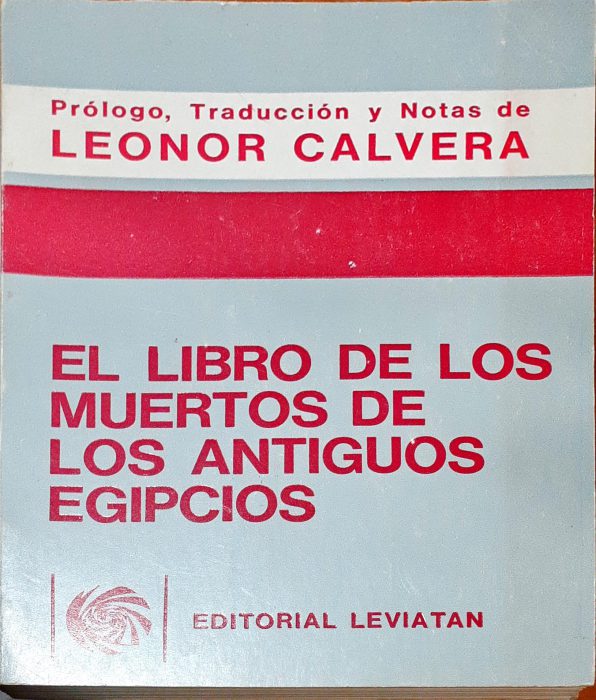 Prólogo, Traducción y Notas de
LEONOR CALVERA
EL LIBRO DE LOS
MUERTOS DE
LOS ANTIGUOS
EGIPCIOS
EDITORIAL LEVIATAN